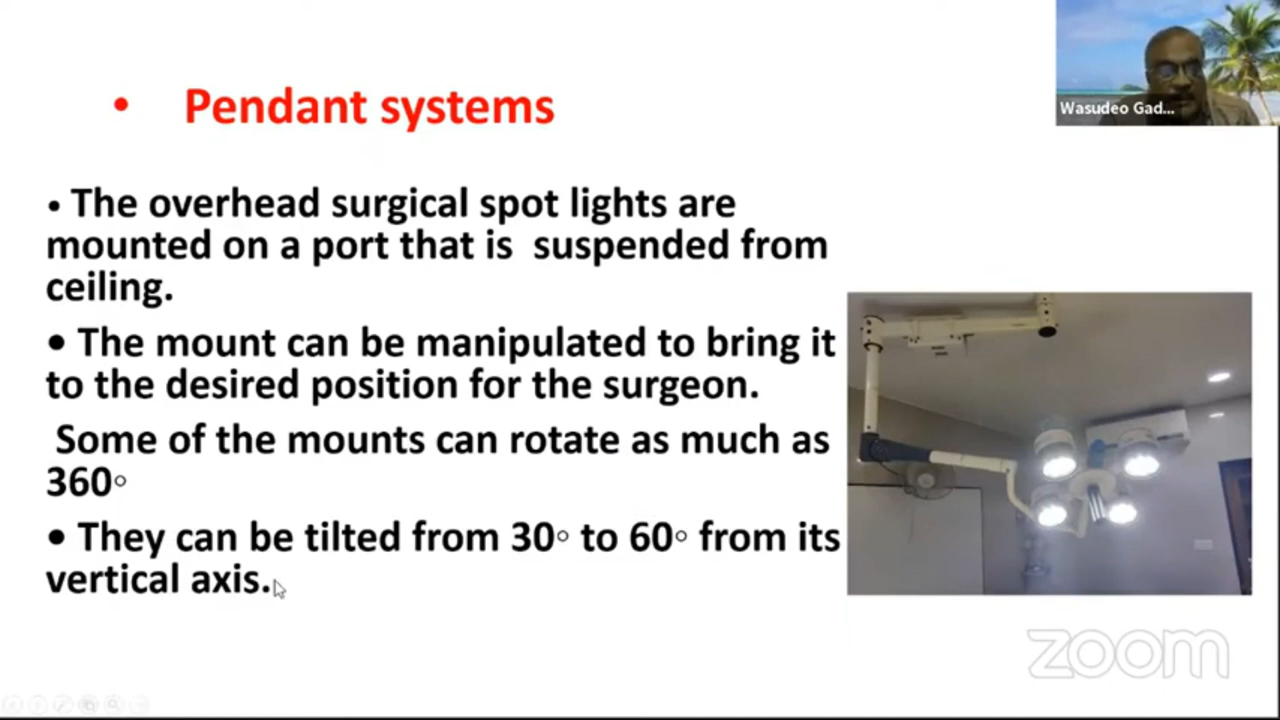 Wasudeo Gad...
• Pendant systems
• The overhead surgical spot lights are
mounted on a port that is suspended from
ceiling.
• The mount can be manipulated to bring it
to the desired position for the surgeon.
Some of the mounts can rotate as much as
360◦
• They can be tilted from 30◦ to 60◦ from its
vertical axis.
zoom